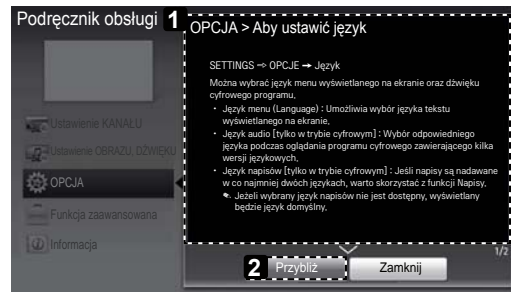 Podręcznik obsługi
1
OPCJA > Aby ustawić język
SETTINGS ➾ OPCJE ➞ Język
Można wybrać język menu wyświetlanego na ekranie oraz dźwięku
cyfrowego programu.
• Język menu (Language) : Umożliwia wybór języka tekstu
wyświetlanego na ekranie.
• Język audio [tylko w trybie cyfrowym] : Wybór odpowiedniego
języka podczas oglądania programu cyfrowego zawierającego kilka
wersji językowych.
• Język napisów [tylko w trybie cyfrowym] : Jeśli napisy są nadawane
w co najmniej dwóch językach, warto skorzystać z funkcji Napisy.
✎ Jeżeli wybrany język napisów nie jest dostępny, wyświetlany
będzie język domyślny.
Ustawienie KANAŁU
Ustawienie OBRAZU, DŹWIĘKU
OPCJA
Funkcja zaawansowana
Informacja
1/2
2
Przybliż
Zamknij